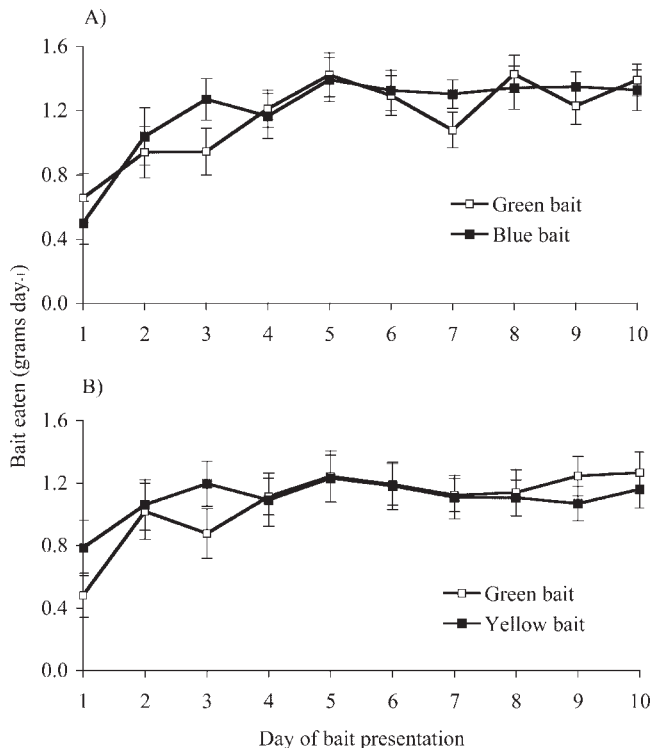 A)
1.6
1.2
0.8
0.4
0.0
Green bait
Blue bait
1 2 3 4 5 6 7 8 9 10
Bait eaten (grams day-1)
B)
1.6
1.2
0.8
0.4
0.0
Green bait
Yellow bait
1 2 3 4 5 6 7 8 9 10
Day of bait presentation